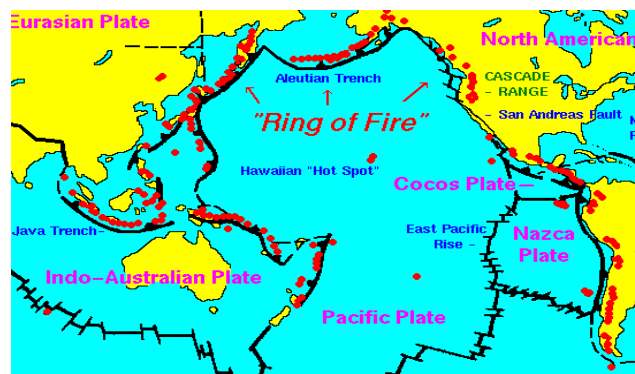 Eurasian Plate
North American
Aleutian Trench
CASCADE
- RANGE
"Ring of Fire"
- San Andreas Fault
Hawaiian "Hot Spot"
Cocos Plate-
Java Trench-
East Pacific
Rise -
Nazca
Plate
Indo-Australian Plate
Pacific Plate